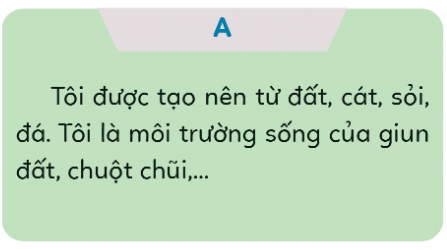 A
Tôi được tạo nên từ đất, cát, sỏi,
đá. Tôi là môi trường sống của giun
đất, chuột chũi,...